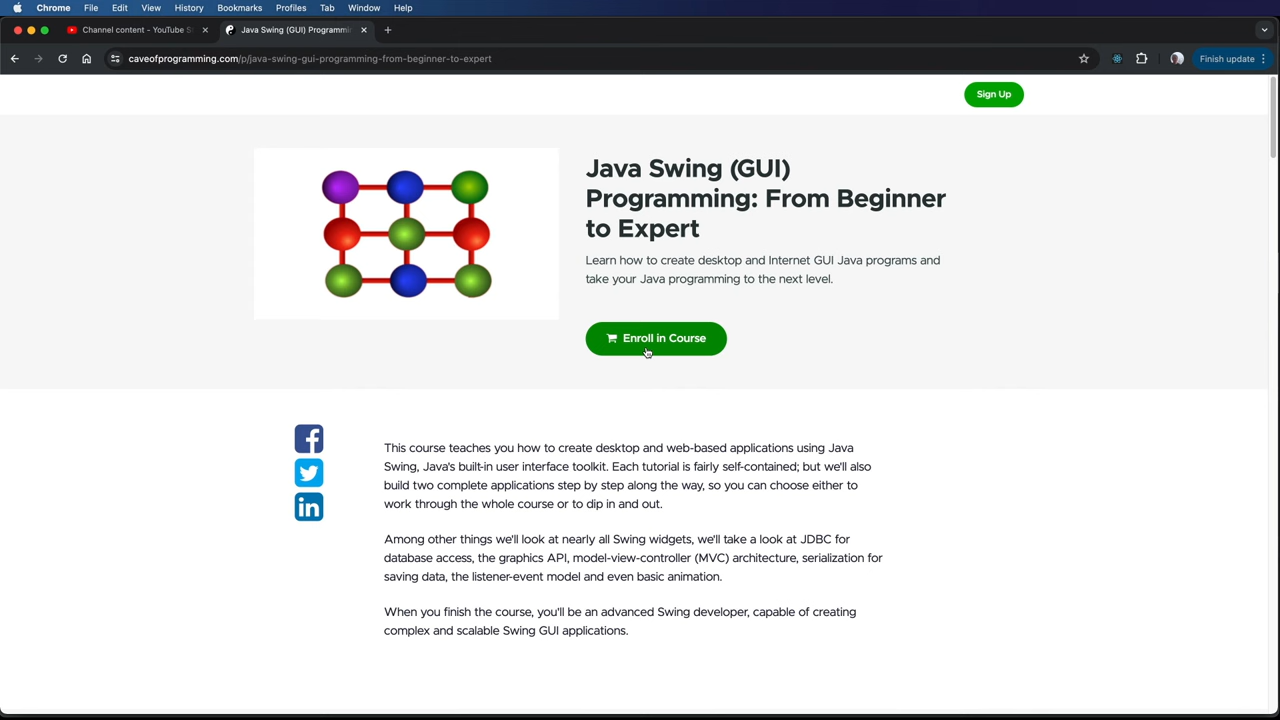 Chrome File Edit View History Bookmarks Profiles Tab Window Help
Channel content - YouTube S
Java Swing (GUI) Programmin
caveofprogramming.com/p/java-swing-gui-programming-from-beginner-to-expert
Finish update
Sign Up
Java Swing (GUI)
Programming: From Beginner
to Expert
Learn how to create desktop and Internet GUI Java programs and
take your Java programming to the next level.
Enroll in Course
This course teaches you how to create desktop and web-based applications using Java
Swing, Java's built-in user interface toolkit. Each tutorial is fairly self-contained; but we'll also
build two complete applications step by step along the way, so you can choose either to
work through the whole course or to dip in and out.
Among other things we'll look at nearly all Swing widgets, we'll take a look at JDBC for
database access, the graphics API, model-view-controller (MVC) architecture, serialization for
saving data, the listener-event model and even basic animation.
When you finish the course, you'll be an advanced Swing developer, capable of creating
complex and scalable Swing GUI applications.